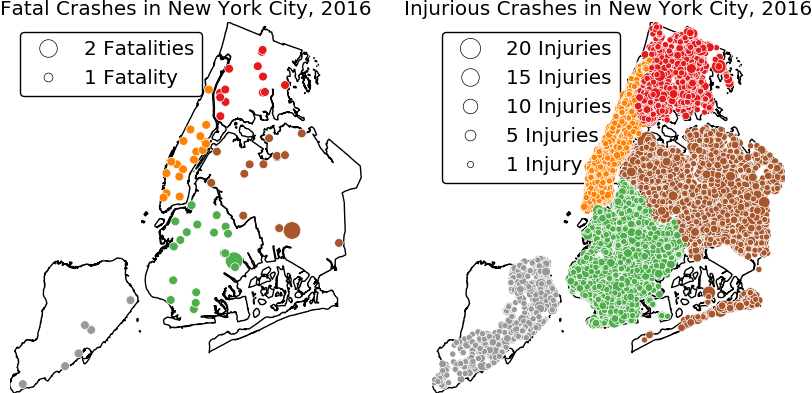 Fatal Crashes in New York City, 2016
2 Fatalities
1 Fatality
Injurious Crashes in New York City, 2016
20 Injuries
15 Injuries
10 Injuries
5 Injuries
1 Injury